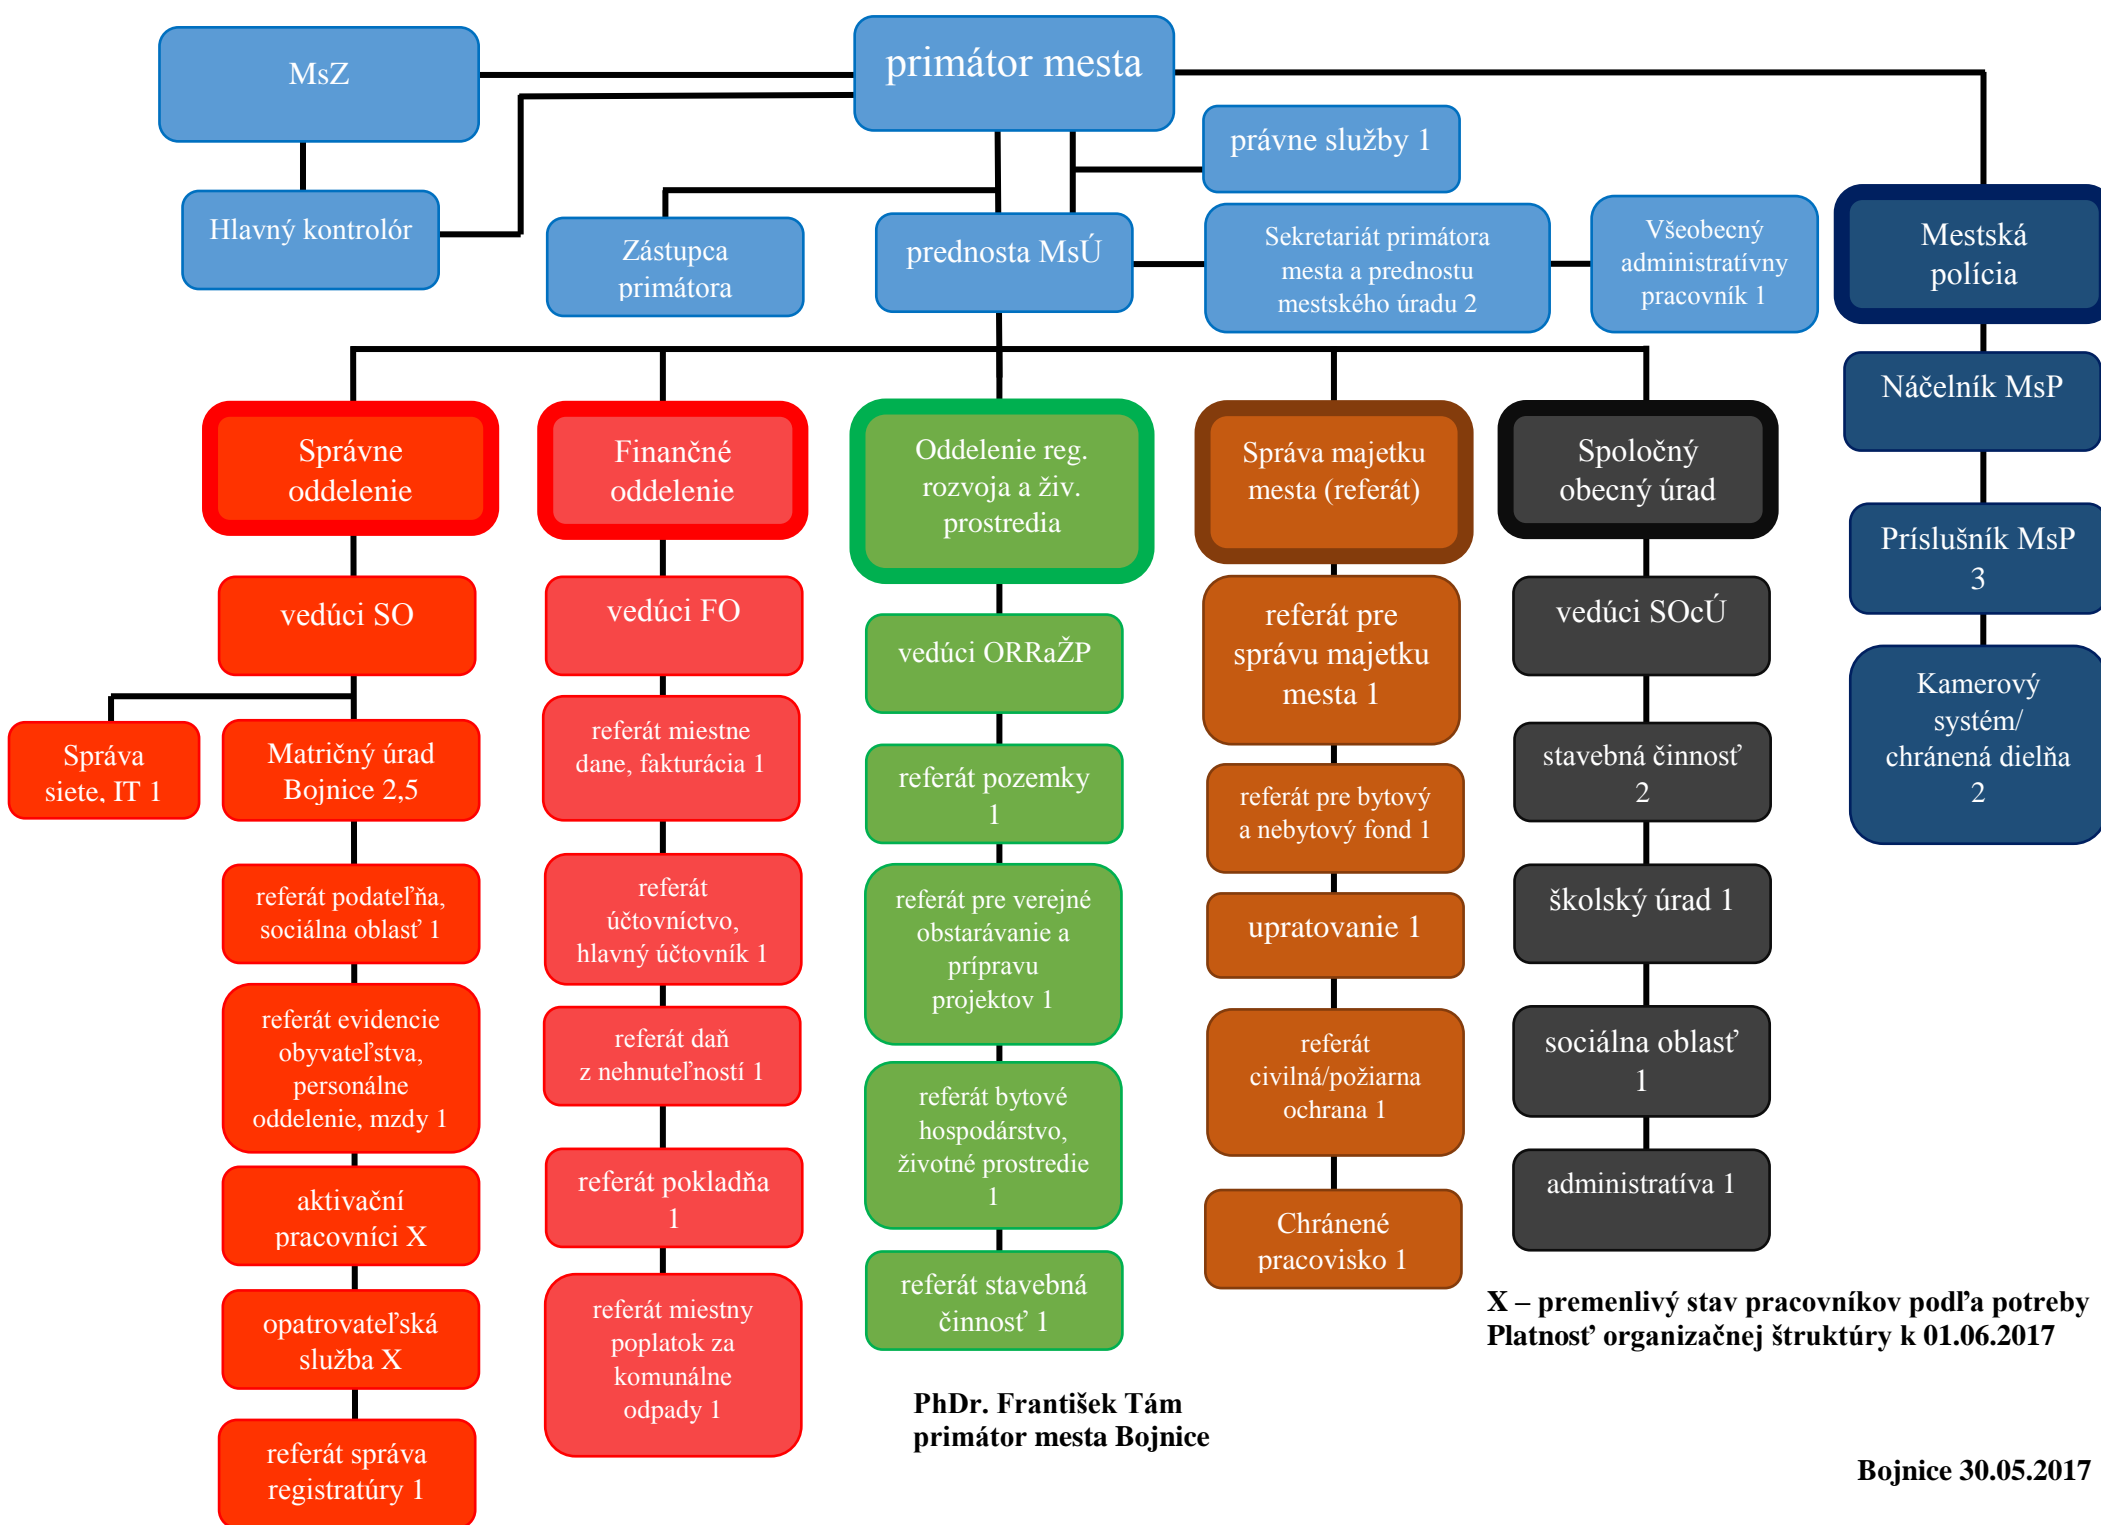 primátor mesta
MsZ
právne služby 1
Hlavný kontrolór
Zástupca
primátora
prednosta MsÚ
Sekretariát primátora
mesta a prednostu
mestského úradu 2
Všeobecný
administratívny
pracovník 1
Mestská
polícia
Náčelník MsP
Príslušník MsP
3
Kamerový
systém/
chránená dielňa
2
Správne
oddelenie
vedúci SO
Správa
siete, IT 1
Matričný úrad
Bojnice 2,5
referát podateľňa,
sociálna oblasť 1
referát evidencie
obyvateľstva,
personálne
oddelenie, mzdy 1
aktivační
pracovníci X
opatrovateľská
služba X
referát správa
registratúry 1
Finančné
oddelenie
vedúci FO
referát miestne
dane, fakturácia 1
referát
účtovníctvo,
hlavný účtovník 1
referát daň
z nehnuteľností 1
referát pokladňa
1
referát miestny
poplatok za
komunálne
odpady 1
Oddelenie reg.
rozvoja a živ.
prostredia
vedúci ORRaŽP
referát pozemky
1
referát pre verejné
obstarávanie a
prípravu
projektov 1
referát bytové
hospodárstvo,
životné prostredie
1
referát stavebná
činnosť 1
Správa majetku
mesta (referát)
referát pre
správu majetku
mesta 1
referát pre bytový
a nebytový fond 1
upratovanie 1
referát
civilná/požiarna
ochrana 1
Chránené
pracovisko 1
Spoločný
obecný úrad
vedúci SOcÚ
stavebná činnosť
2
školský úrad 1
sociálna oblasť
1
administratíva 1
X – premenlivý stav pracovníkov podľa potreby
Platnosť organizačnej štruktúry k 01.06.2017
PhDr. František Tám
primátor mesta Bojnice
Bojnice 30.05.2017